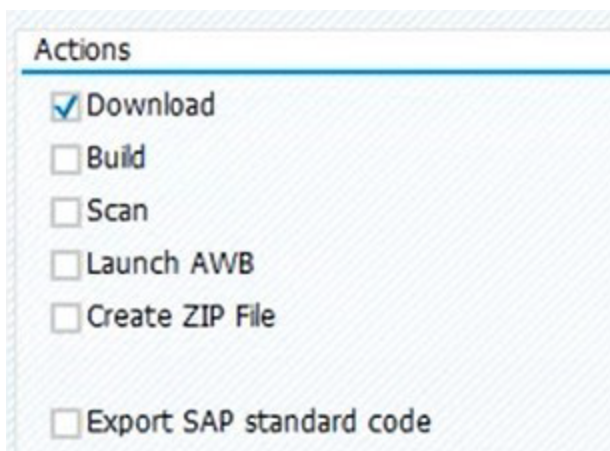 Actions
Download
Build
Scan
Launch AWB
Create ZIP File
Export SAP standard code